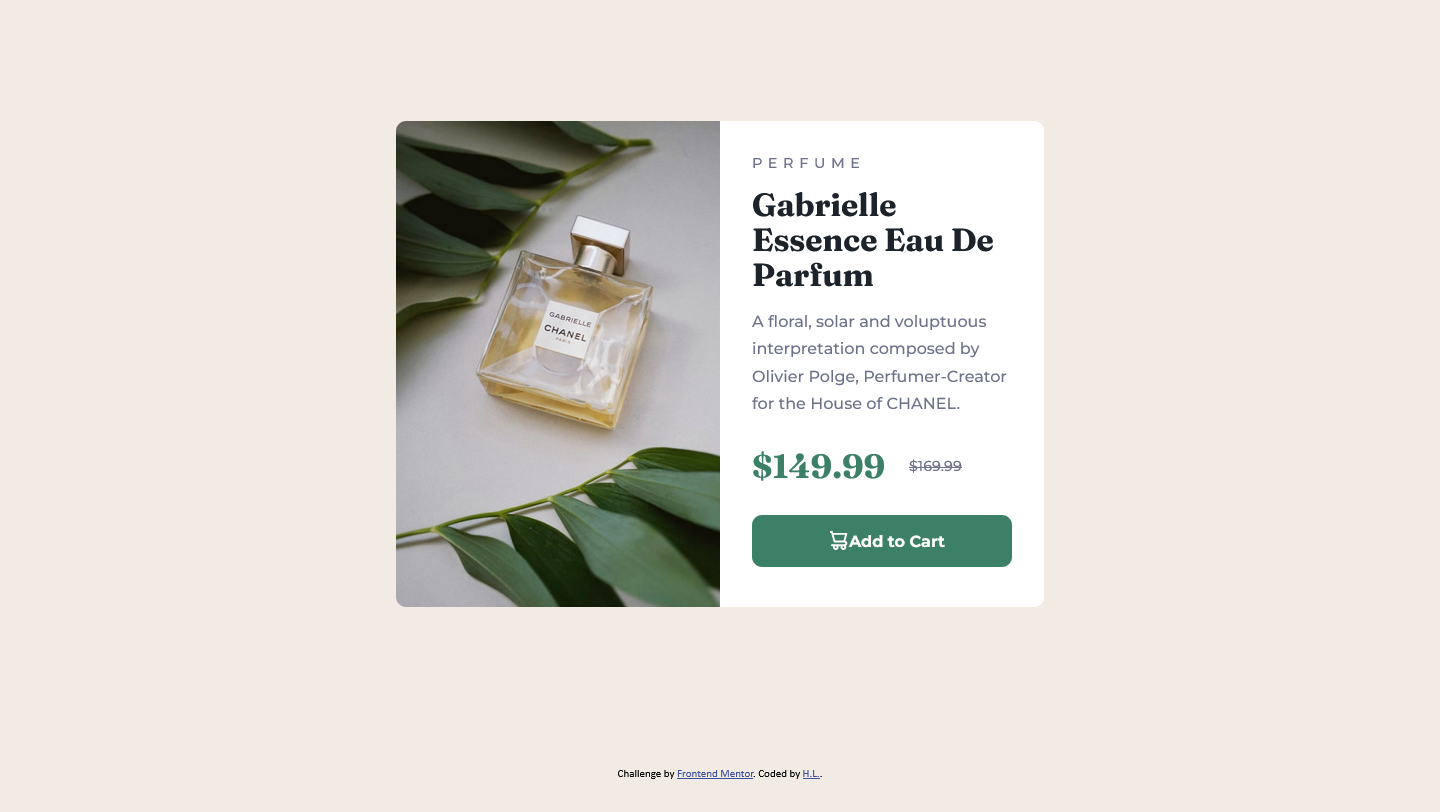 PERFUME
Gabrielle
Essence Eau De
Parfum
A floral, solar and voluptuous
interpretation composed by
Olivier Polge, Perfumer-Creator
for the House of CHANEL.
$149.99 $169.99
Add to Cart
GABRIELLE
CHANEL
PARIS
Challenge by Frontend Mentor. Coded by H.L..